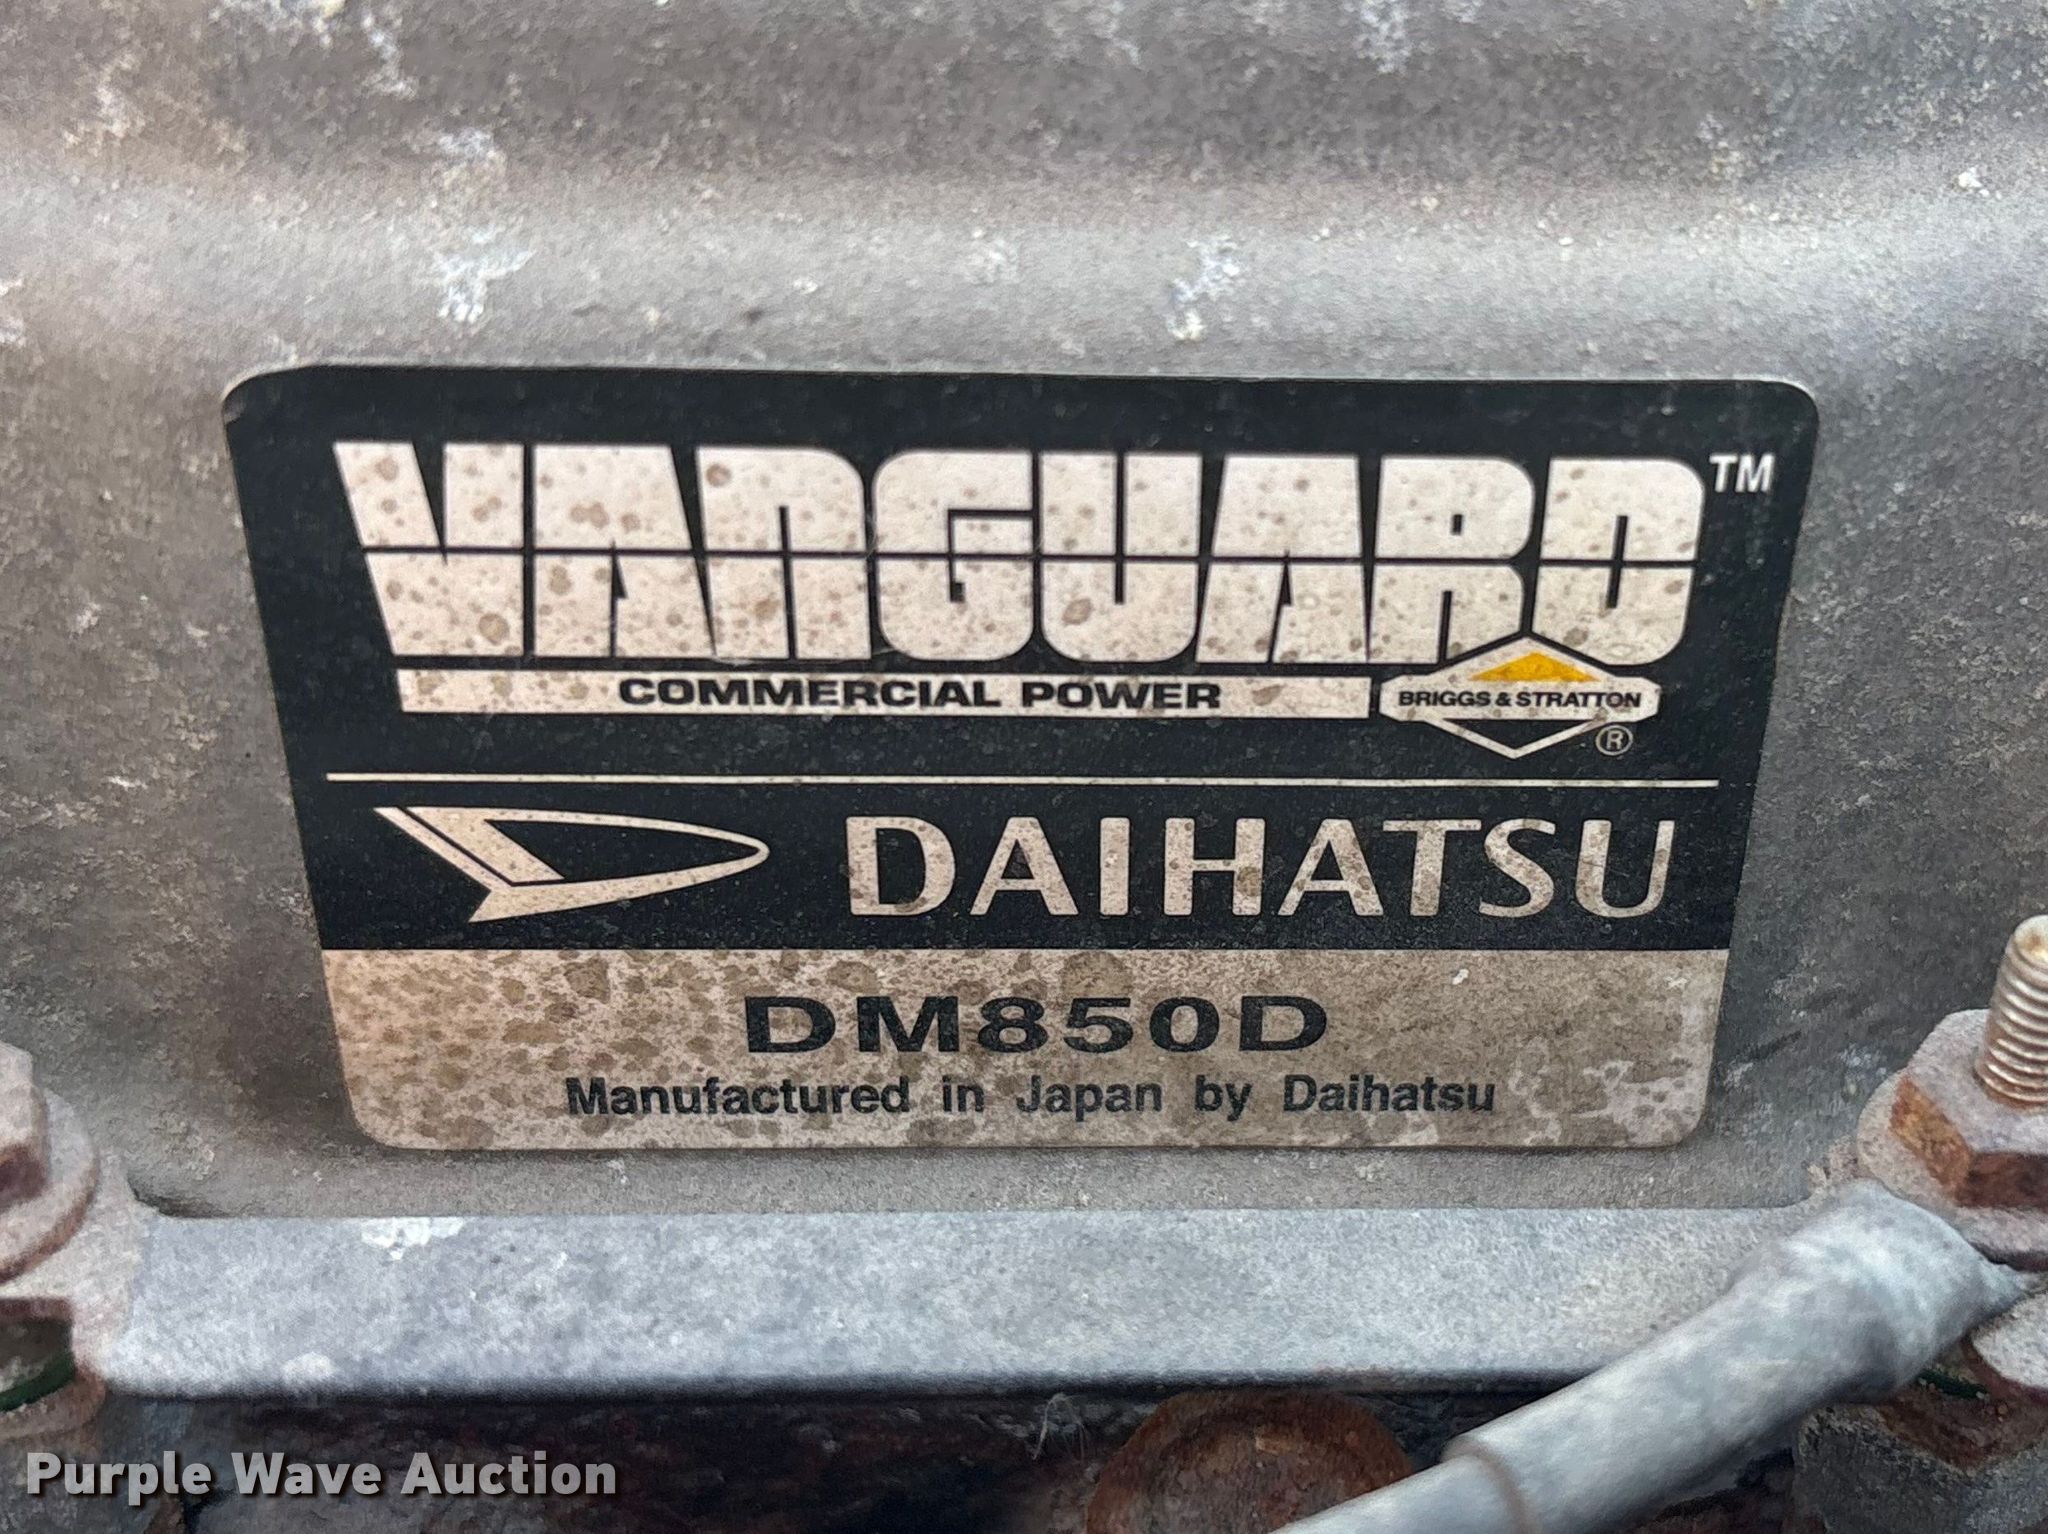 VANGUARD™
COMMERCIAL POWER
BRIGGS & STRATTON
®
DAIHATSU
DM850D
Manufactured in Japan by Daihatsu
Purple Wave Auction